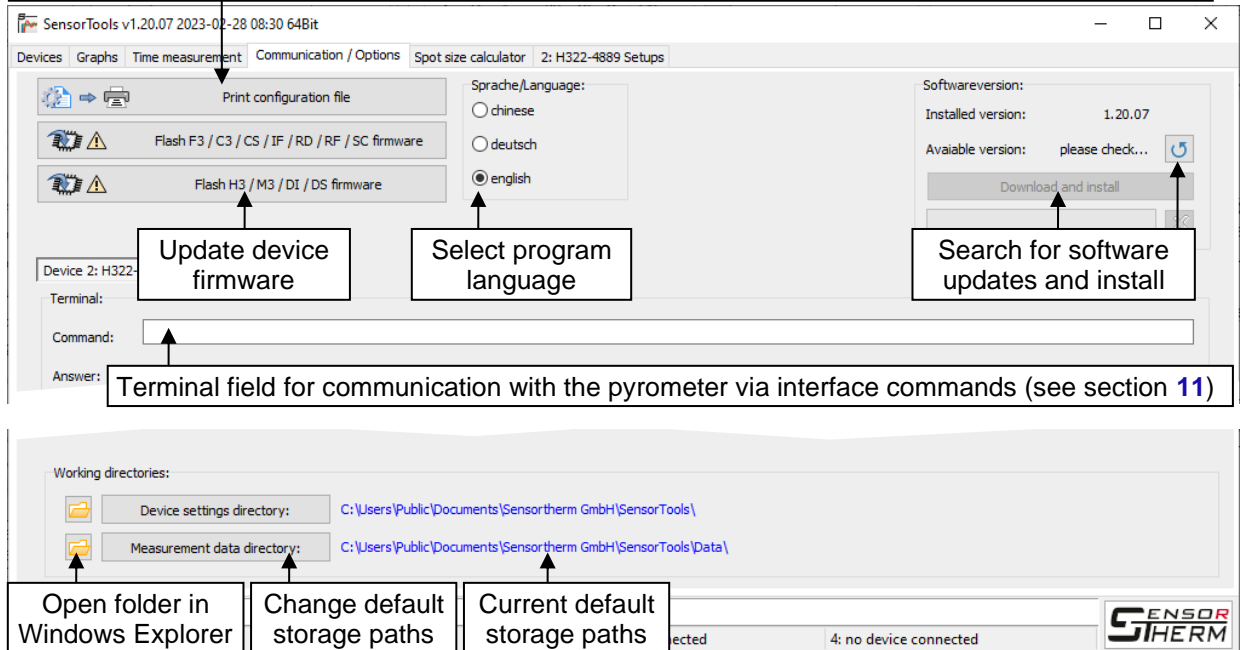 SensorTools v1.20.07 2023-02-28 08:30 64Bit
Devices Graphs Time measurement Communication / Options Spot size calculator 2: H322-4889 Setups
Print configuration file
Flash F3 / C3 / CS / IF / RD / RF / SC firmware
Flash H3 / M3 / DI / DS firmware
Sprache/Language:
chinese
deutsch
english
Softwareversion:
Installed version: 1.20.07
Avaiable version: please check...
Download and install
Update device
firmware
Select program
language
Search for software
updates and install
Device 2: H322-
Terminal:
Command:
Answer:
Terminal field for communication with the pyrometer via interface commands (see section 11)
Working directories:
Device settings directory: C:\Users\Public\Documents\Sensortherm GmbH\SensorTools\
Measurement data directory: C:\Users\Public\Documents\Sensortherm GmbH\SensorTools\Data\
Open folder in
Windows Explorer
Change default
storage paths
Current default
storage paths
4: no device connected
SENSOR
THERM